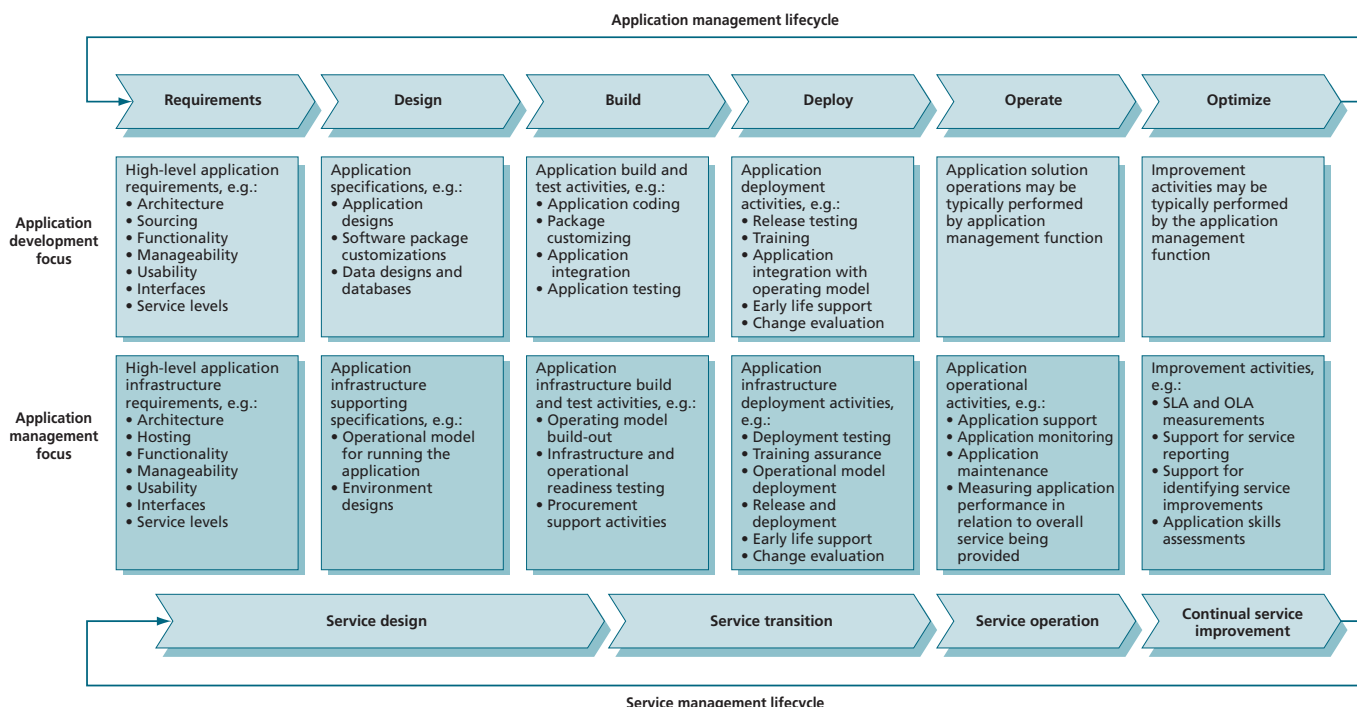 Application management lifecycle
Requirements
Design
Build
Deploy
Operate
Optimize
Application
development
focus
High-level application
requirements, e.g.:
• Architecture
• Sourcing
• Functionality
• Manageability
• Usability
• Interfaces
• Service levels
Application
specifications, e.g.:
• Application
designs
• Software package
customizations
• Data designs and
databases
Application build and
test activities, e.g.:
• Application coding
• Package
customizing
• Application
integration
• Application testing
Application
deployment
activities, e.g.:
• Release testing
• Training
• Application
integration with
operating model
• Early life support
• Change evaluation
Application solution
operations may be
typically performed
by application
management function
Improvement
activities may be
typically performed
by the application
management
function
Application
management
focus
High-level application
infrastructure
requirements, e.g.:
• Architecture
• Hosting
• Functionality
• Manageability
• Usability
• Interfaces
• Service levels
Application
infrastructure
supporting
specifications, e.g.:
• Operational model
for running the
application
• Environment
designs
Application
infrastructure build
and test activities, e.g.:
• Operating model
build-out
• Infrastructure and
operational
readiness testing
• Procurement
support activities
Application
infrastructure
deployment activities,
e.g.:
• Deployment testing
• Training assurance
• Operational model
deployment
• Release and
deployment
• Early life support
• Change evaluation
Application
operational
activities, e.g.:
• Application support
• Application monitoring
• Application
maintenance
• Measuring application
performance in
relation to overall
service being
provided
Improvement activities,
e.g.:
• SLA and OLA
measurements
• Support for service
reporting
• Support for
identifying service
improvements
• Application skills
assessments
Service design
Service transition
Service operation
Continual service
improvement
Service management lifecycle